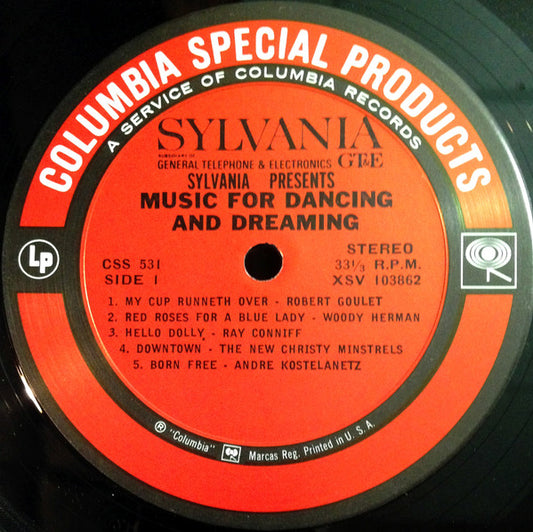 COLUMBIA SPECIAL PRODUCTS
A SERVICE OF COLUMBIA RECORDS
SYLVANIA
SUBSIDIARY OF
GENERAL TELEPHONE & ELECTRONICS GT&E
SYLVANIA PRESENTS
MUSIC FOR DANCING
AND DREAMING
LP
CSS 531
SIDE 1
STEREO
33⅓ R.P.M.
XSV 103862
1. MY CUP RUNNETH OVER - ROBERT GOULET
2. RED ROSES FOR A BLUE LADY - WOODY HERMAN
3. HELLO DOLLY - RAY CONNIFF
4. DOWNTOWN - THE NEW CHRISTY MINSTRELS
5. BORN FREE - ANDRE KOSTELANETZ
® "Columbia" Marcas Reg. Printed in U. S. A.